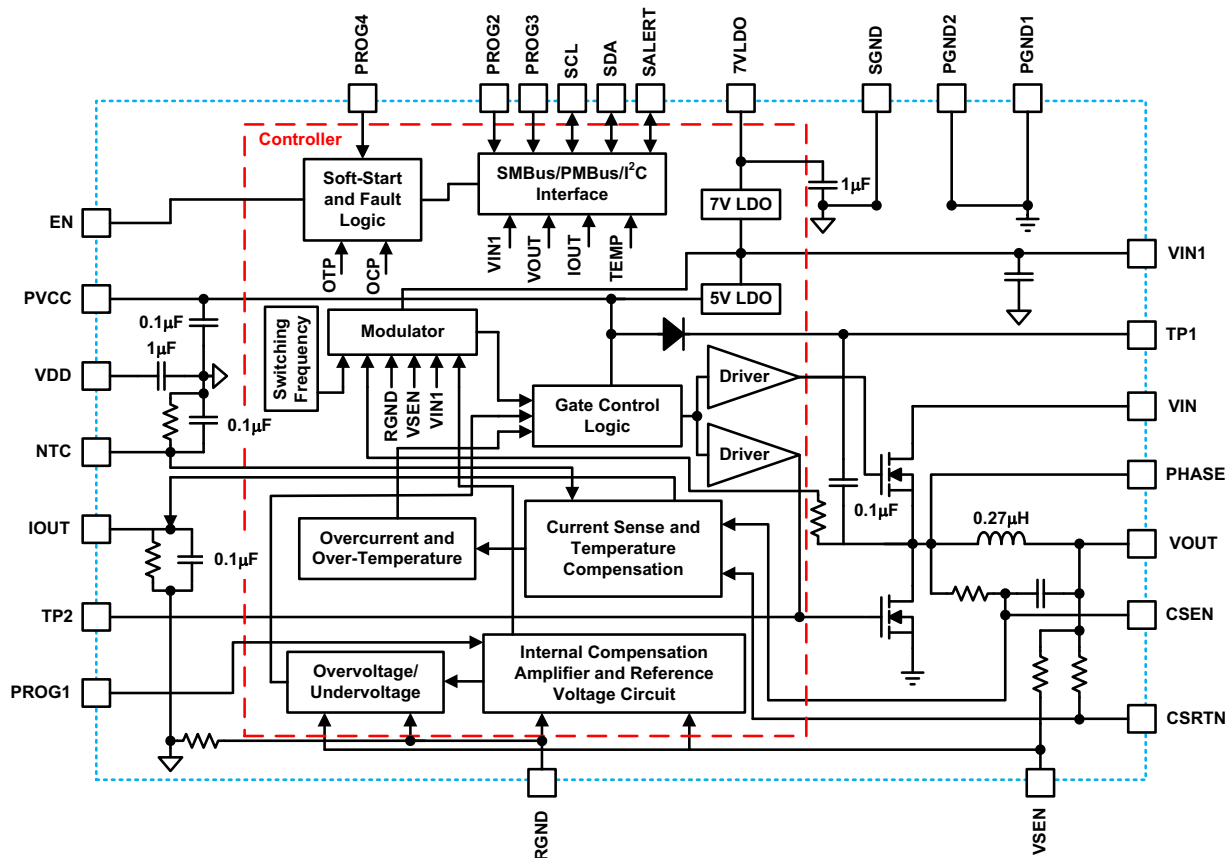 PROG4
PROG2
PROG3
SCL
SDA
SALERT
7VLDO
SGND
PGND2
PGND1
Controller
Soft-Start
and Fault
Logic
SMBus/PMBus/I²C
Interface
1µF
7V LDO
EN
VIN1
VOUT
IOUT
TEMP
OTP
OCP
VIN1
PVCC
5V LDO
0.1µF
Switching
Frequency
Modulator
TP1
1µF
VDD
RGND
VSEN
VIN1
Driver
VIN
0.1µF
Gate Control
Logic
NTC
Driver
PHASE
0.1µF
0.27µH
IOUT
0.1µF
Overcurrent and
Over-Temperature
Current Sense and
Temperature
Compensation
VOUT
TP2
CSEN
PROG1
Overvoltage/
Undervoltage
Internal Compensation
Amplifier and Reference
Voltage Circuit
CSRTN
RGND
VSEN